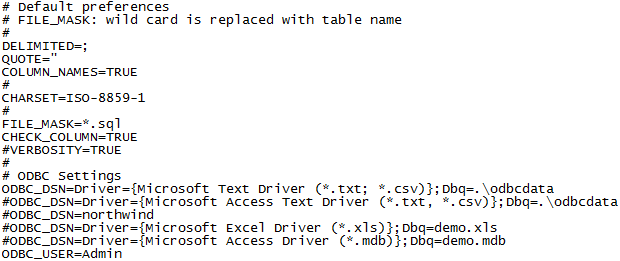 # Default preferences
# FILE_MASK: wild card is replaced with table name
#
DELIMITED=;
QUOTE="
COLUMN_NAMES=TRUE
#
CHARSET=ISO-8859-1
#
FILE_MASK=*.sql
CHECK_COLUMN=TRUE
#VERBOSITY=TRUE
#
# ODBC Settings
ODBC_DSN=Driver={Microsoft Text Driver (*.txt; *.csv)};Dbq=.\odbcdata
#ODBC_DSN=Driver={Microsoft Access Text Driver (*.txt, *.csv)};Dbq=.\odbcdata
#ODBC_DSN=northwind
#ODBC_DSN=Driver={Microsoft Excel Driver (*.xls)};Dbq=demo.xls
#ODBC_DSN=Driver={Microsoft Access Driver (*.mdb)};Dbq=demo.mdb
ODBC_USER=Admin